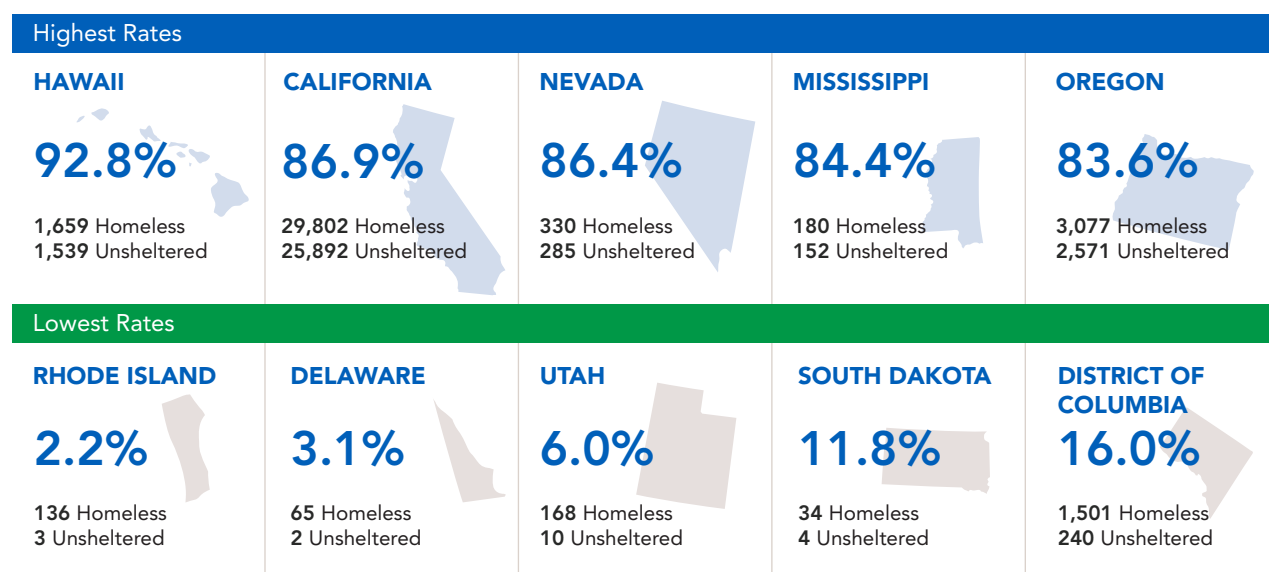 Highest Rates
HAWAII
92.8%
1,659 Homeless
1,539 Unsheltered
CALIFORNIA
86.9%
29,802 Homeless
25,892 Unsheltered
NEVADA
86.4%
330 Homeless
285 Unsheltered
MISSISSIPPI
84.4%
180 Homeless
152 Unsheltered
OREGON
83.6%
3,077 Homeless
2,571 Unsheltered
Lowest Rates
RHODE ISLAND
2.2%
136 Homeless
3 Unsheltered
DELAWARE
3.1%
65 Homeless
2 Unsheltered
UTAH
6.0%
168 Homeless
10 Unsheltered
SOUTH DAKOTA
11.8%
34 Homeless
4 Unsheltered
DISTRICT OF
COLUMBIA
16.0%
1,501 Homeless
240 Unsheltered